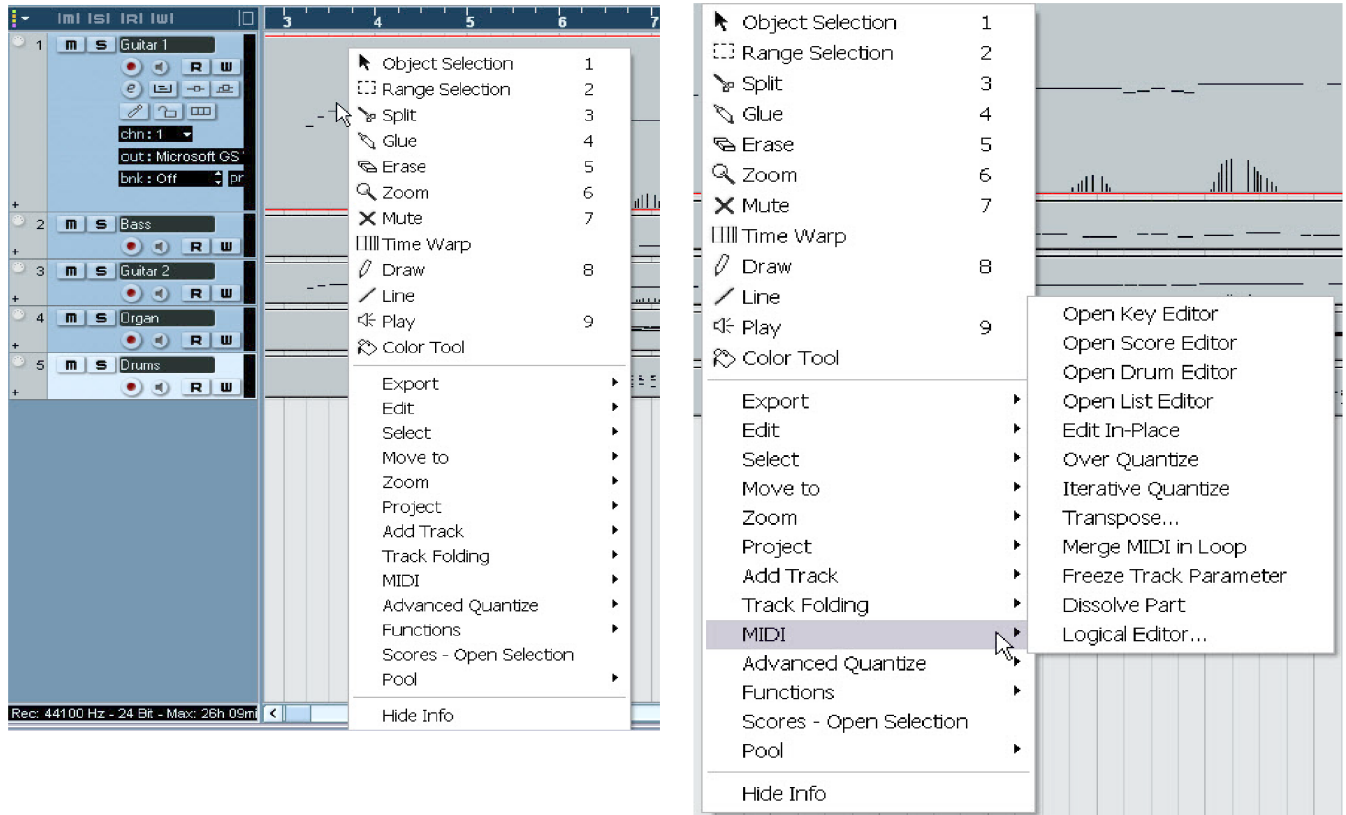 |m| |S| |R| |W|
3 4 5 6 7
1 m S Guitar 1
R W
e
chn : 1
out : Microsoft GS
bnk : Off pr
+
2 m S Bass
+ R W
3 m S Guitar 2
+ R W
4 m S Organ
+ R W
5 m S Drums
+ R W
Rec: 44100 Hz - 24 Bit - Max: 26h 09mi
Object Selection 1
Range Selection 2
Split 3
Glue 4
Erase 5
Zoom 6
Mute 7
Time Warp
Draw 8
Line
Play 9
Color Tool
Export
Edit
Select
Move to
Zoom
Project
Add Track
Track Folding
MIDI
Advanced Quantize
Functions
Scores - Open Selection
Pool
Hide Info
Object Selection 1
Range Selection 2
Split 3
Glue 4
Erase 5
Zoom 6
Mute 7
Time Warp
Draw 8
Line
Play 9
Color Tool
Export
Edit
Select
Move to
Zoom
Project
Add Track
Track Folding
MIDI
Advanced Quantize
Functions
Scores - Open Selection
Pool
Hide Info
Open Key Editor
Open Score Editor
Open Drum Editor
Open List Editor
Edit In-Place
Over Quantize
Iterative Quantize
Transpose...
Merge MIDI in Loop
Freeze Track Parameter
Dissolve Part
Logical Editor...